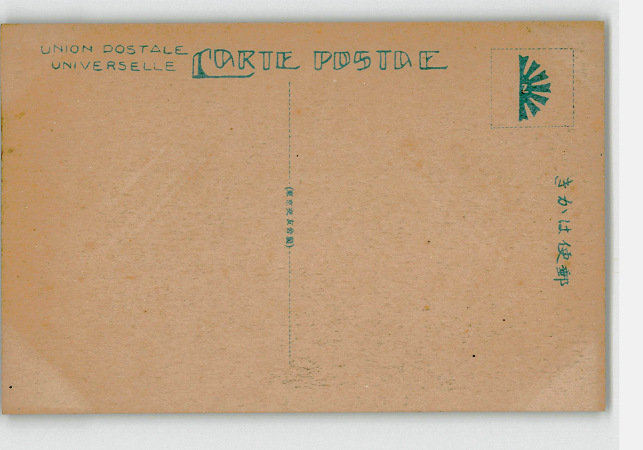 UNION POSTALE
UNIVERSELLE
CARTE POSTALE
きかは便郵